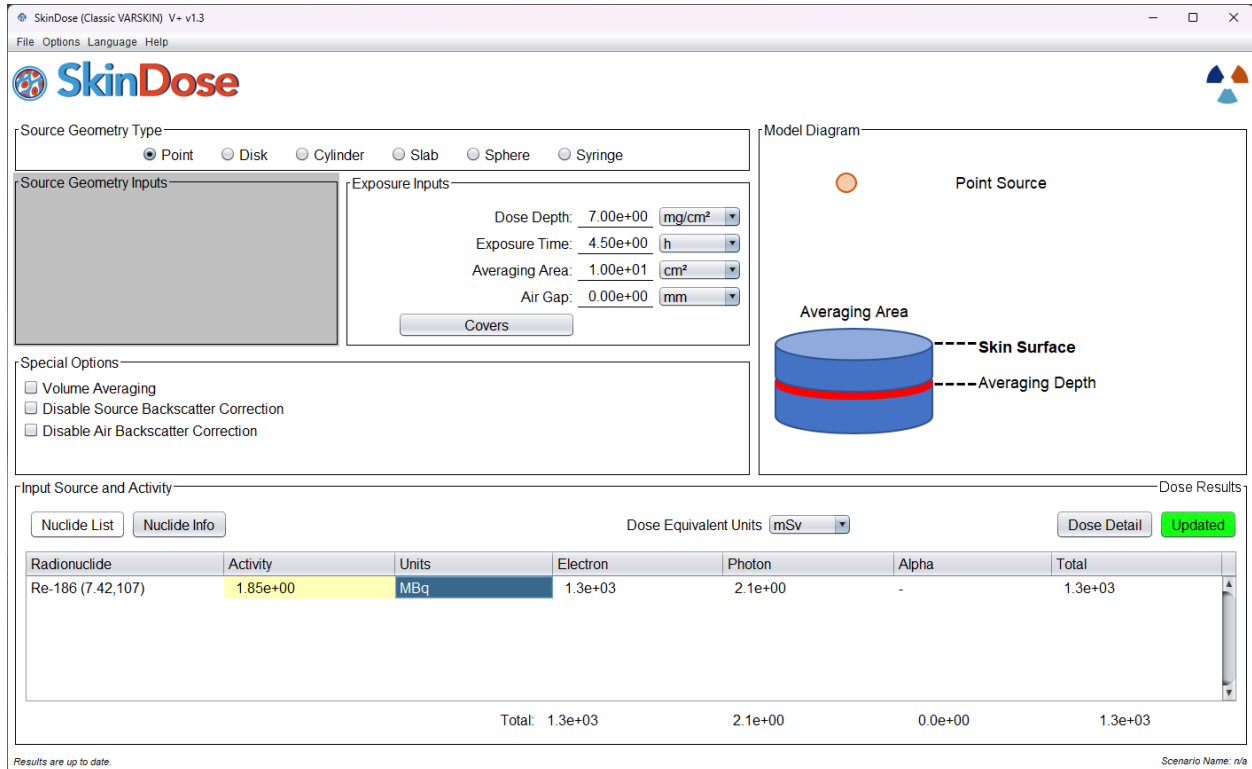 SkinDose (Classic VARSKIN) V+ v1.3
File Options Language Help
SkinDose
Source Geometry Type
Point Disk Cylinder Slab Sphere Syringe
Source Geometry Inputs
Exposure Inputs
Dose Depth: 7.00e+00 mg/cm²
Exposure Time: 4.50e+00 h
Averaging Area: 1.00e+01 cm²
Air Gap: 0.00e+00 mm
Covers
Special Options
Volume Averaging
Disable Source Backscatter Correction
Disable Air Backscatter Correction
Model Diagram
Point Source
Averaging Area
Skin Surface
Averaging Depth
Input Source and Activity Dose Results
Nuclide List Nuclide Info Dose Equivalent Units mSv Dose Detail Updated
Radionuclide Activity Units Electron Photon Alpha Total
Re-186 (7.42,107) 1.85e+00 MBq 1.3e+03 2.1e+00 - 1.3e+03
Total: 1.3e+03 2.1e+00 0.0e+00 1.3e+03
Results are up to date. Scenario Name: n/a